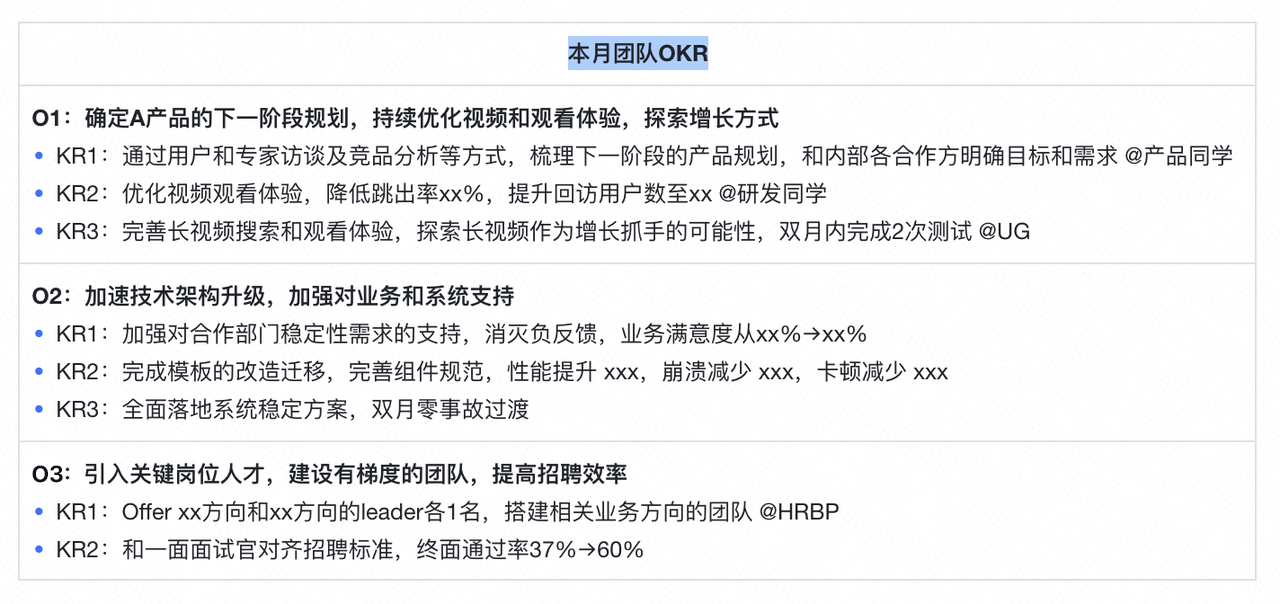 本月团队OKR
O1：确定A产品的下一阶段规划，持续优化视频和观看体验，探索增长方式
KR1：通过用户和专家访谈及竞品分析等方式，梳理下一阶段的产品规划，和内部各合作方明确目标和需求 @产品同学
KR2：优化视频观看体验，降低跳出率xx%，提升回访用户数至xx @研发同学
KR3：完善长视频搜索和观看体验，探索长视频作为增长抓手的可能性，双月内完成2次测试 @UG
O2：加速技术架构升级，加强对业务和系统支持
KR1：加强对合作部门稳定性需求的支持，消灭负反馈，业务满意度从xx%→xx%
KR2：完成模板的改造迁移，完善组件规范，性能提升 xxx，崩溃减少 xxx，卡顿减少 xxx
KR3：全面落地系统稳定方案，双月零事故过渡
O3：引入关键岗位人才，建设有梯度的团队，提高招聘效率
KR1：Offer xx方向和xx方向的leader各1名，搭建相关业务方向的团队 @HRBP
KR2：和一面面试官对齐招聘标准，终面通过率37%→60%